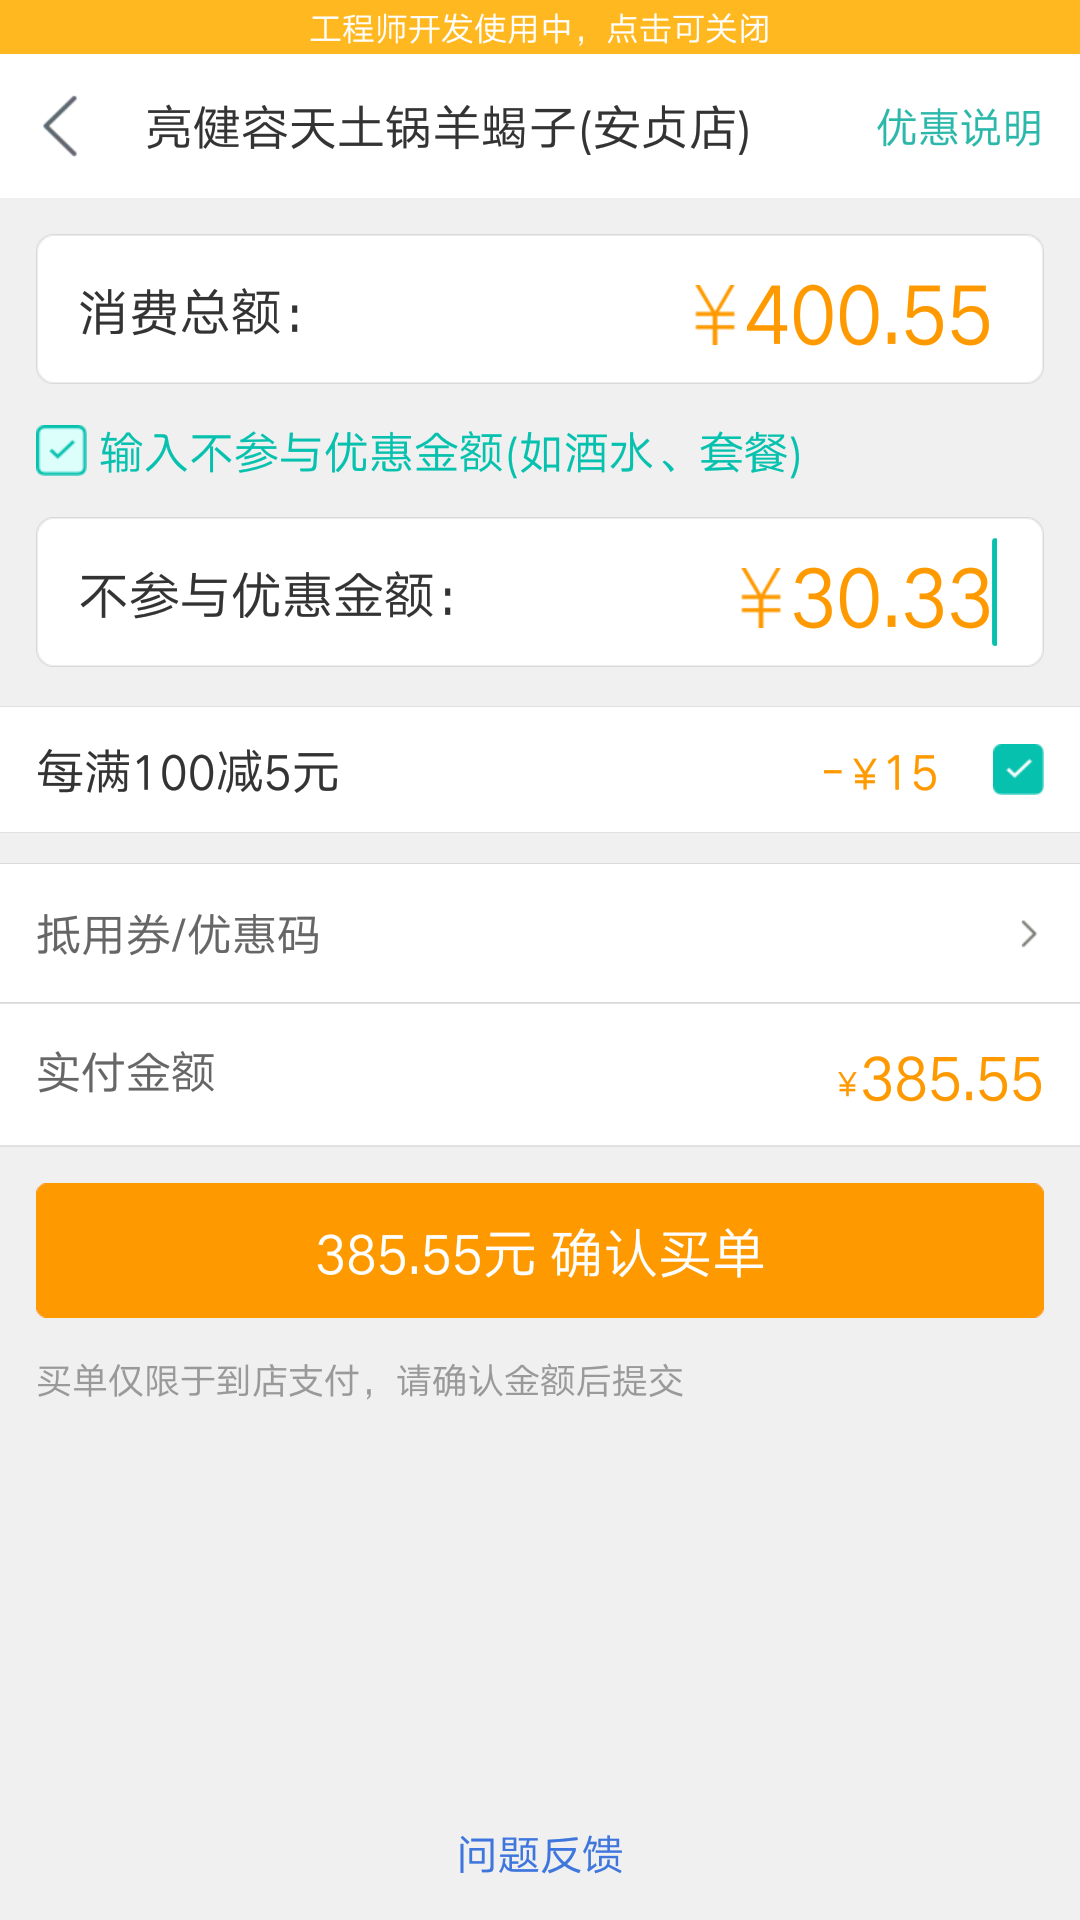 工程师开发使用中，点击可关闭
亮健容天土锅羊蝎子(安贞店) 优惠说明
消费总额: ¥400.55
输入不参与优惠金额(如酒水、套餐)
不参与优惠金额: ¥30.33
每满100减5元 -¥15
抵用券/优惠码
实付金额 ¥385.55
385.55元 确认买单
买单仅限于到店支付，请确认金额后提交
问题反馈